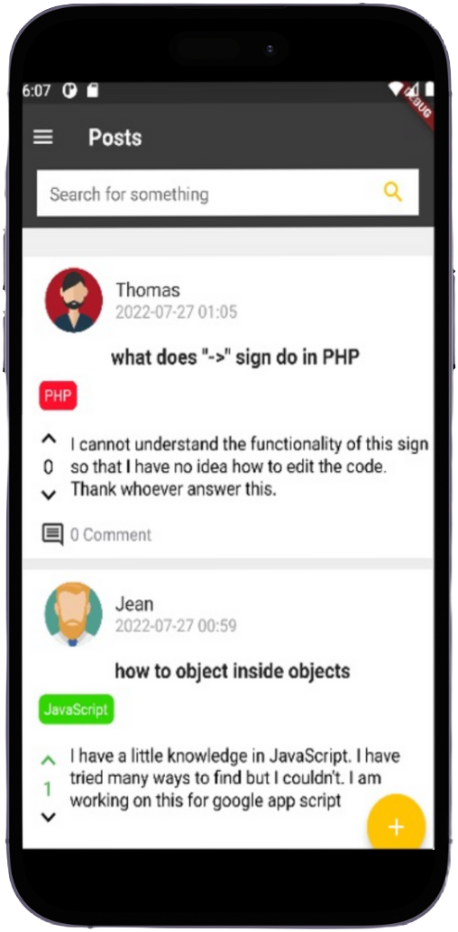 6:07
DEBUG
Posts
Search for something
Thomas
2022-07-27 01:05
what does "->" sign do in PHP
PHP
I cannot understand the functionality of this sign
0 so that I have no idea how to edit the code.
Thank whoever answer this.
0 Comment
Jean
2022-07-27 00:59
how to object inside objects
JavaScript
I have a little knowledge in JavaScript. I have
tried many ways to find but I couldn't. I am
1 working on this for google app script
+